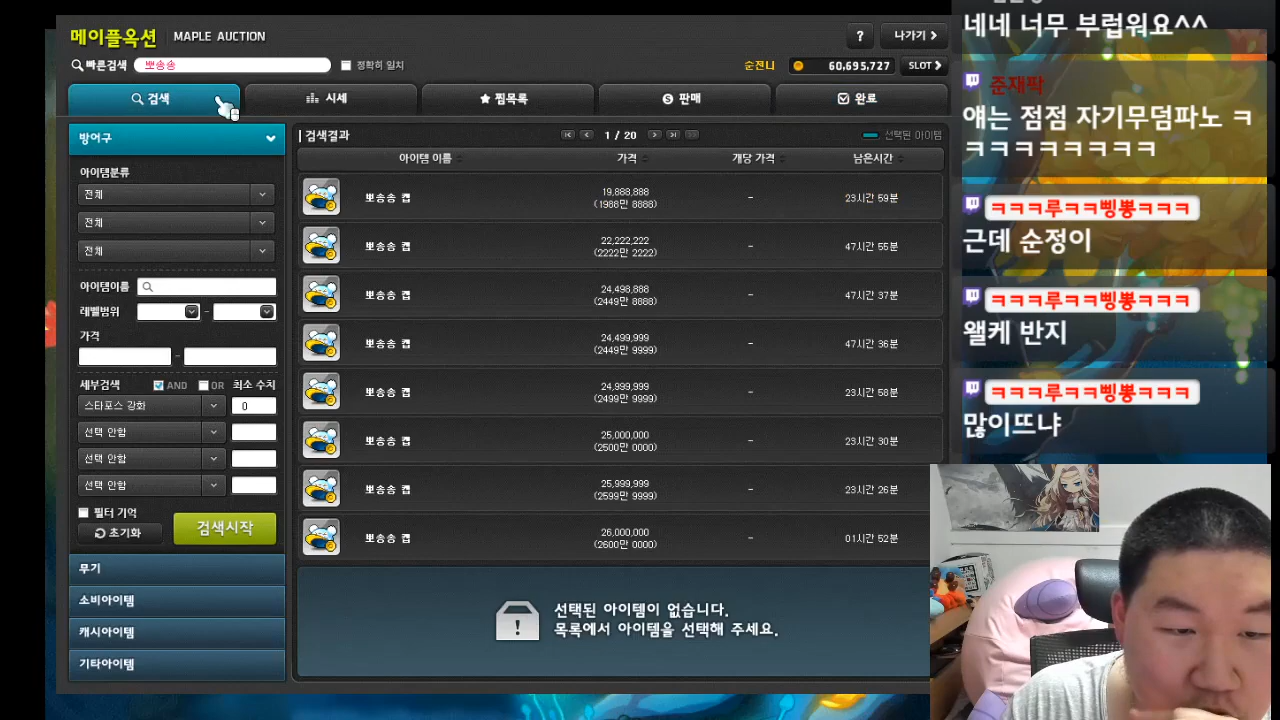 메이플옥션 MAPLE AUCTION
? 나가기 >
빠른검색 뽀송송 정확히 일치
순전니 60,695,727 SLOT >
검색
시세
찜목록
판매
완료
방어구
아이템분류
전체
전체
전체
아이템이름
레벨범위 -
가격
-
세부검색 AND OR 최소 수치
스타포스 강화 0
선택 안함
선택 안함
선택 안함
필터 기억
초기화 검색시작
무기
소비아이템
캐시아이템
기타아이템
검색결과 1 / 20 선택된 아이템
아이템 이름 가격 개당 가격 남은시간
뽀송송 캡 19,888,888 - 23시간 59분
(1988만 8888)
뽀송송 캡 22,222,222 - 47시간 55분
(2222만 2222)
뽀송송 캡 24,498,888 - 47시간 37분
(2449만 8888)
뽀송송 캡 24,499,999 - 47시간 36분
(2449만 9999)
뽀송송 캡 24,999,999 - 23시간 58분
(2499만 9999)
뽀송송 캡 25,000,000 - 23시간 30분
(2500만 0000)
뽀송송 캡 25,999,999 - 23시간 26분
(2599만 9999)
뽀송송 캡 26,000,000 - 01시간 52분
(2600만 0000)
선택된 아이템이 없습니다.
목록에서 아이템을 선택해 주세요.
네네 너무 부럽워요^^
준재팍
얘는 점점 자기무덤파노 ㅋ
ㅋㅋㅋㅋㅋㅋㅋㅋ
ㅋㅋㅋ루ㅋㅋ삥뽕ㅋㅋㅋ
근데 순정이
ㅋㅋㅋ루ㅋㅋ삥뽕ㅋㅋㅋ
왤케 반지
ㅋㅋㅋ루ㅋㅋ삥뽕ㅋㅋㅋ
많이뜨냐